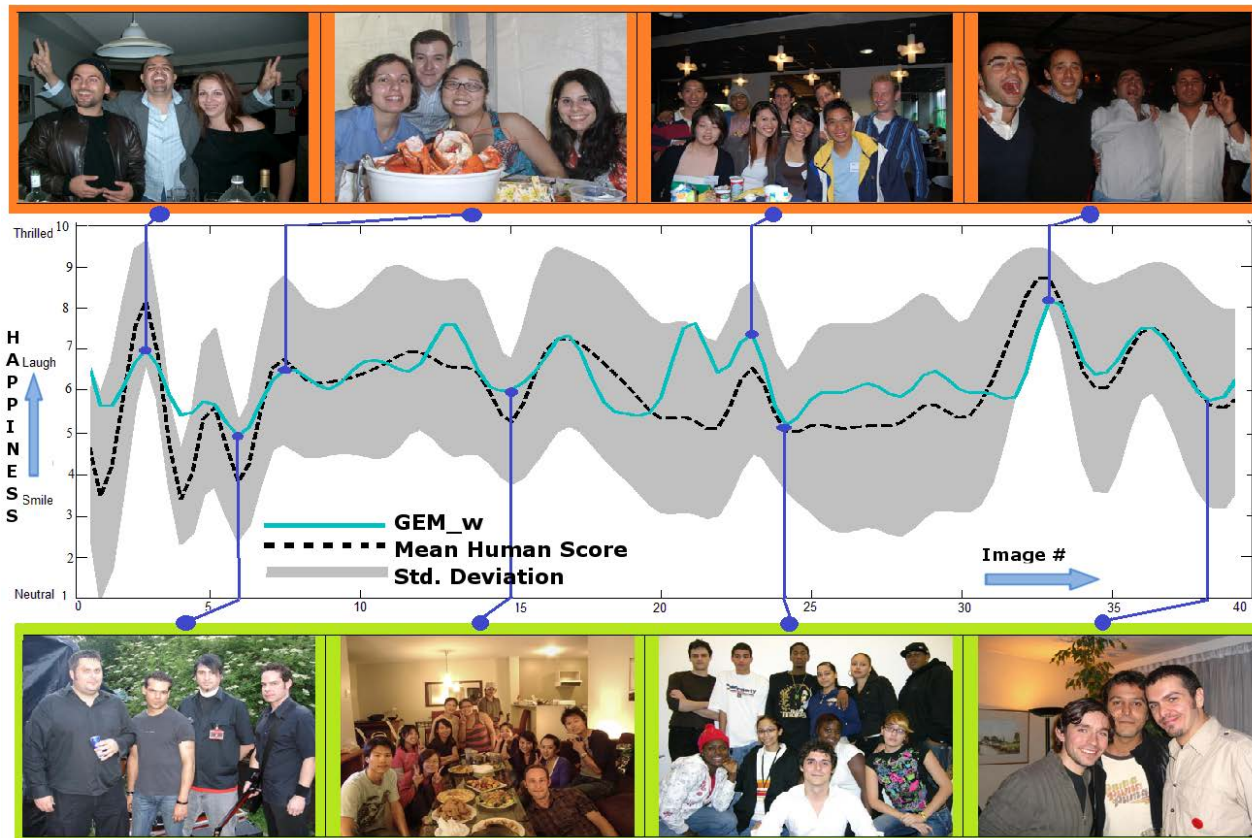 Thrilled 10
9
8
7
Laugh
6
5
4
Smile
3
2
Neutral 1
HAPPINESS
GEM_w
Mean Human Score
Std. Deviation
Image #
0 5 10 15 20 25 30 35 40